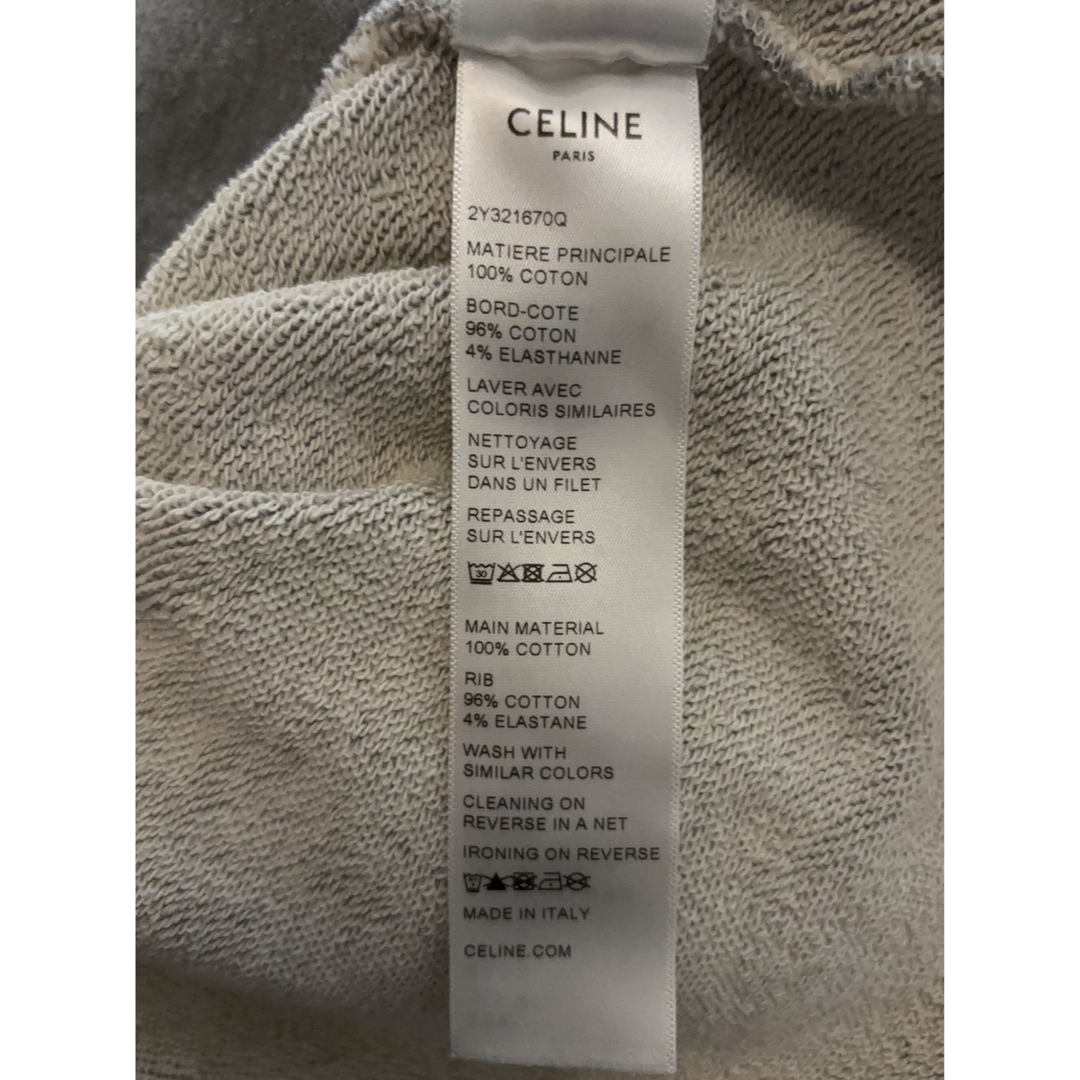 CELINE
PARIS
2Y321670Q
MATIERE PRINCIPALE
100% COTON
BORD-COTE
96% COTON
4% ELASTHANNE
LAVER AVEC
COLORIS SIMILAIRES
NETTOYAGE
SUR L'ENVERS
DANS UN FILET
REPASSAGE
SUR L'ENVERS
30
MAIN MATERIAL
100% COTTON
RIB
96% COTTON
4% ELASTANE
WASH WITH
SIMILAR COLORS
CLEANING ON
REVERSE IN A NET
IRONING ON REVERSE
MADE IN ITALY
CELINE.COM